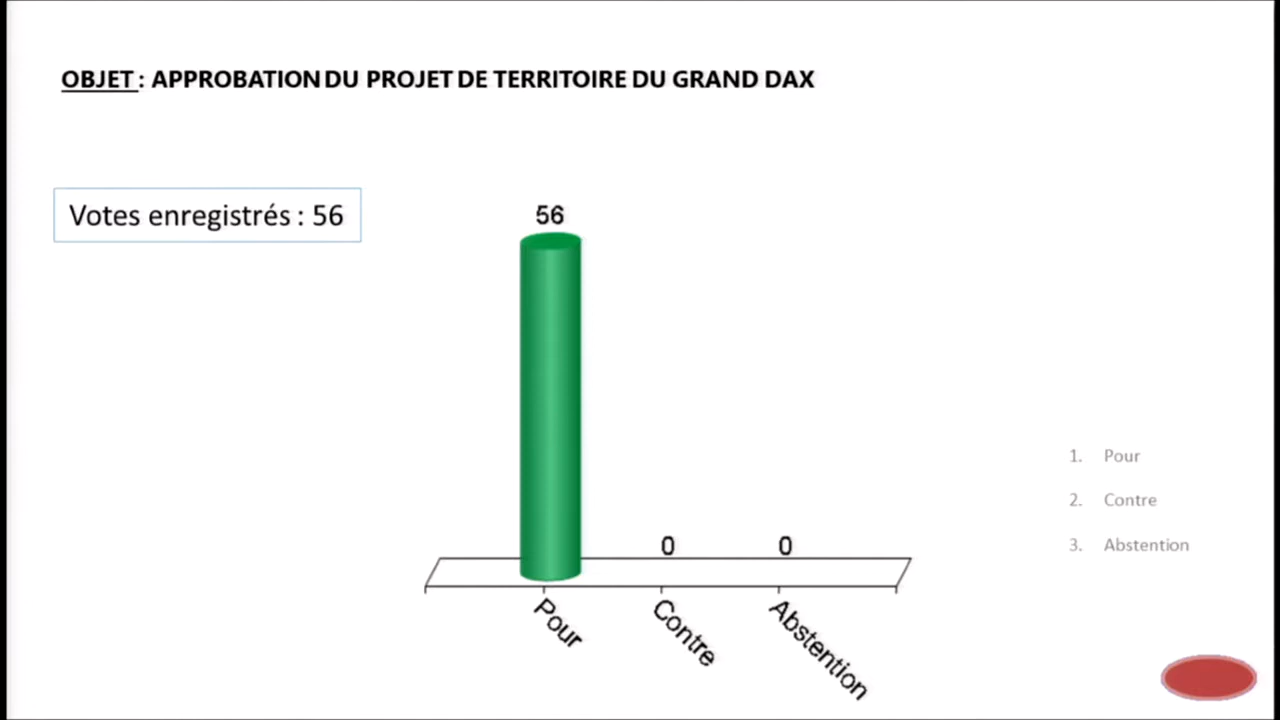 OBJET : APPROBATION DU PROJET DE TERRITOIRE DU GRAND DAX
Votes enregistrés : 56
56
0
0
Pour
Contre
Abstention
1. Pour
2. Contre
3. Abstention